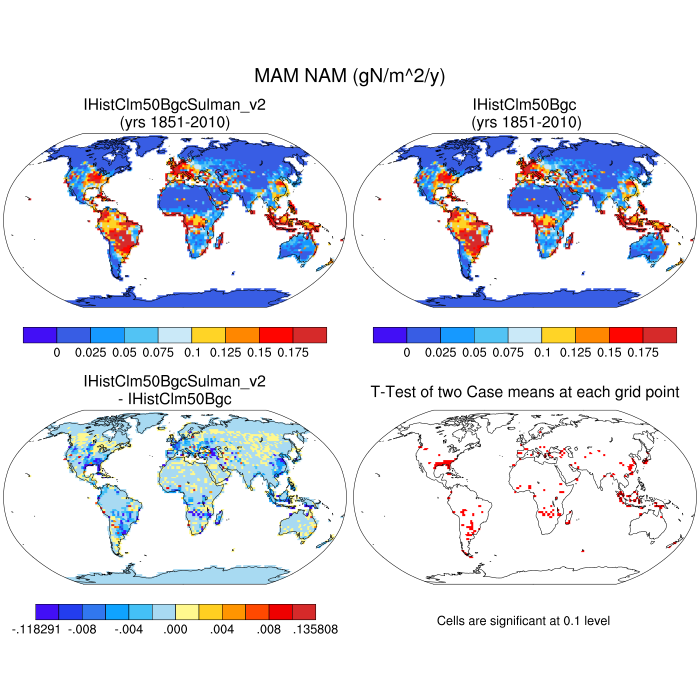 MAM NAM (gN/m^2/y)
IHistClm50BgcSulman_v2
(yrs 1851-2010)
IHistClm50Bgc
(yrs 1851-2010)
0 0.025 0.05 0.075 0.1 0.125 0.15 0.175
0 0.025 0.05 0.075 0.1 0.125 0.15 0.175
IHistClm50BgcSulman_v2
- IHistClm50Bgc
T-Test of two Case means at each grid point
-.118291 -.008 -.004 .000 .004 .008 .135808
Cells are significant at 0.1 level